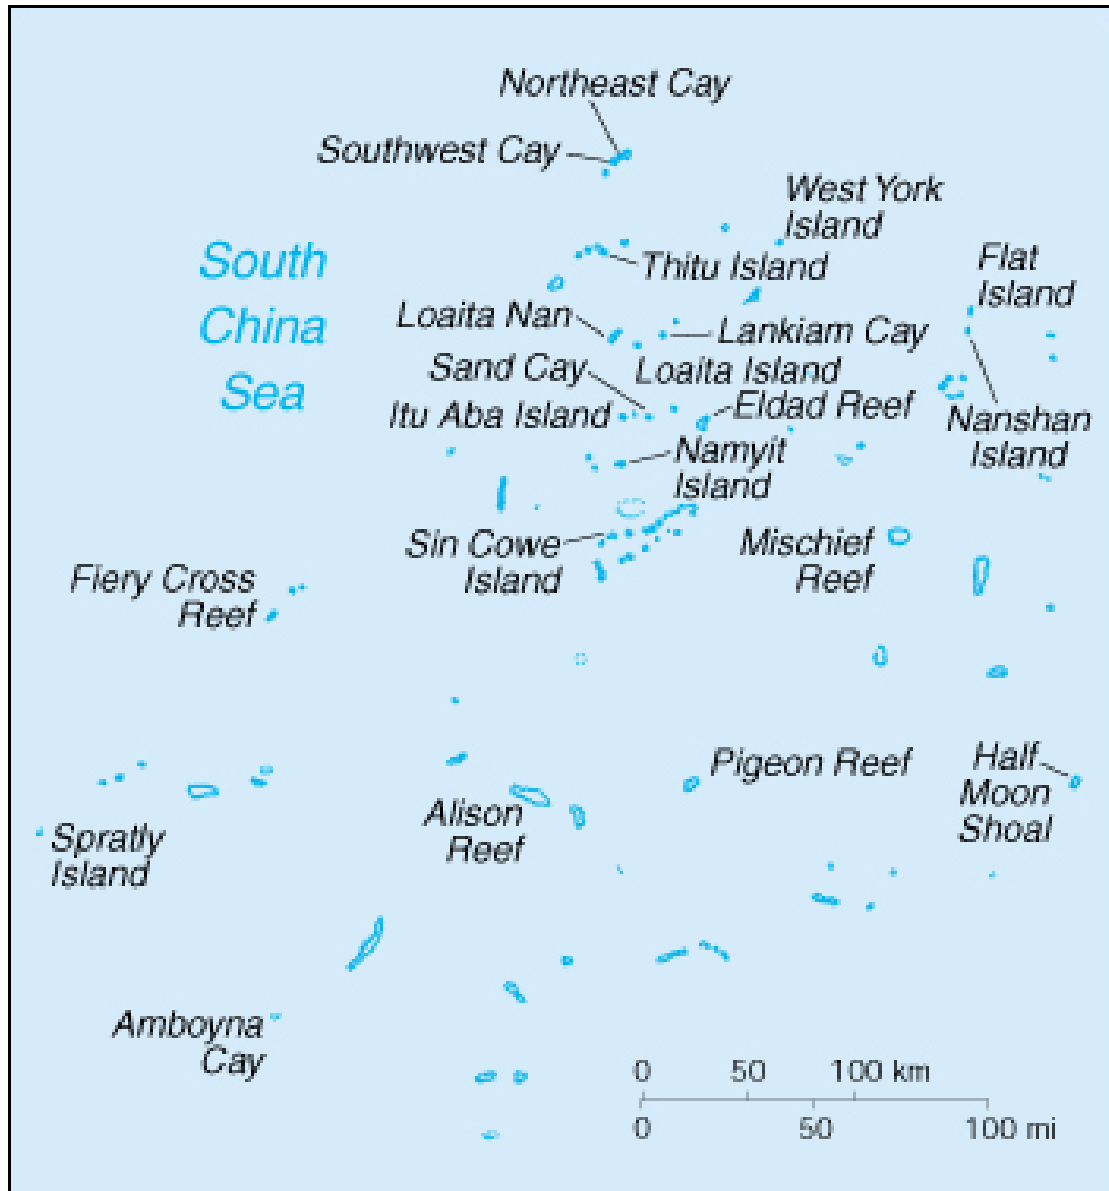 Northeast Cay
Southwest Cay
West York
Island
South
China
Sea
Thitu Island
Flat
Island
Loaita Nan
Lankiam Cay
Sand Cay
Loaita Island
Itu Aba Island
Eldad Reef
Nanshan
Island
Namyit
Island
Sin Cowe
Island
Mischief
Reef
Fiery Cross
Reef
Pigeon Reef
Half
Moon
Shoal
Alison
Reef
Spratly
Island
Amboyna
Cay
0 50 100 km
0 50 100 mi